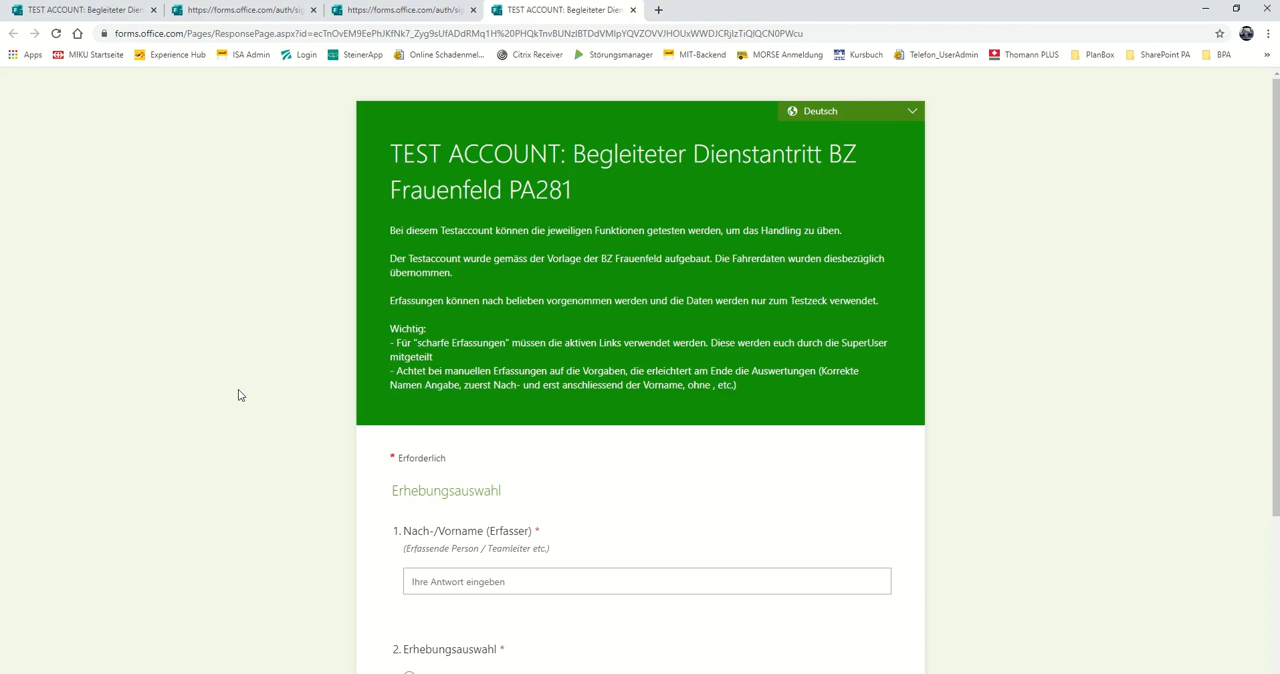 TEST ACCOUNT: Begleiteter Dien
https://forms.office.com/auth/sig
https://forms.office.com/auth/sig
TEST ACCOUNT: Begleiteter Dien
forms.office.com/Pages/ResponsePage.aspx?id=
Apps
MIKU Startseite
Experience Hub
ISA Admin
Login
SteinerApp
Online Schadenmel...
Citrix Receiver
Störungsmanager
MIT-Backend
MORSE Anmeldung
Kursbuch
Telefon_UserAdmin
Thomann PLUS
PlanBox
SharePoint PA
BPA
»
Deutsch
TEST ACCOUNT: Begleiteter Dienstantritt BZ
Frauenfeld PA281
Bei diesem Testaccount können die jeweiligen Funktionen getesten werden, um das Handling zu üben.
Der Testaccount wurde gemäss der Vorlage der BZ Frauenfeld aufgebaut. Die Fahrerdaten wurden diesbezüglich
übernommen.
Erfassungen können nach belieben vorgenommen werden und die Daten werden nur zum Testzeck verwendet.
Wichtig:
- Für "scharfe Erfassungen" müssen die aktiven Links verwendet werden. Diese werden euch durch die SuperUser
mitgeteilt
- Achtet bei manuellen Erfassungen auf die Vorgaben, die erleichtert am Ende die Auswertungen (Korrekte
Namen Angabe, zuerst Nach- und erst anschliessend der Vorname, ohne , etc.)
* Erforderlich
Erhebungsauswahl
1. Nach-/Vorname (Erfasser) *
(Erfassende Person / Teamleiter etc.)
Ihre Antwort eingeben
2. Erhebungsauswahl *